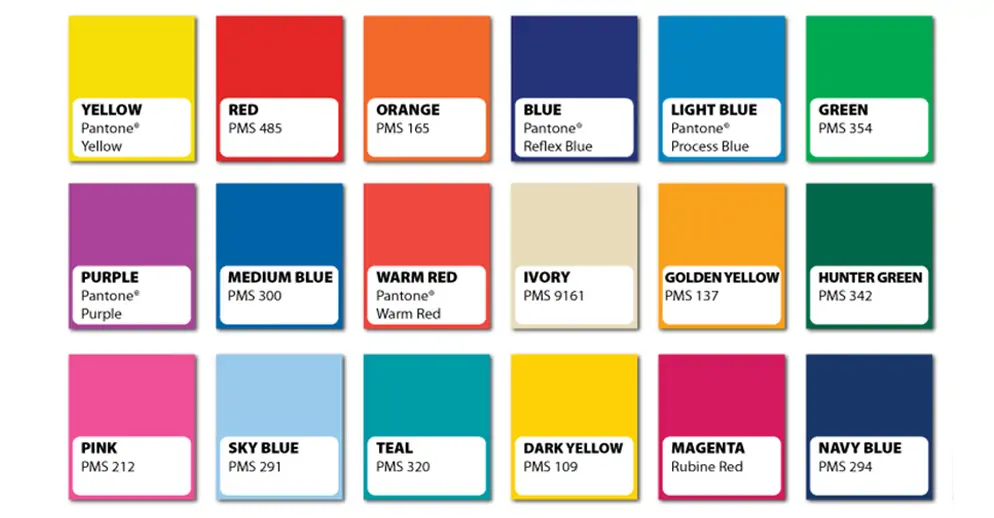 YELLOW
Pantone®
Yellow
RED
PMS 485
ORANGE
PMS 165
BLUE
Pantone®
Reflex Blue
LIGHT BLUE
Pantone®
Process Blue
GREEN
PMS 354
PURPLE
Pantone®
Purple
MEDIUM BLUE
PMS 300
WARM RED
Pantone®
Warm Red
IVORY
PMS 9161
GOLDEN YELLOW
PMS 137
HUNTER GREEN
PMS 342
PINK
PMS 212
SKY BLUE
PMS 291
TEAL
PMS 320
DARK YELLOW
PMS 109
MAGENTA
Rubine Red
NAVY BLUE
PMS 294